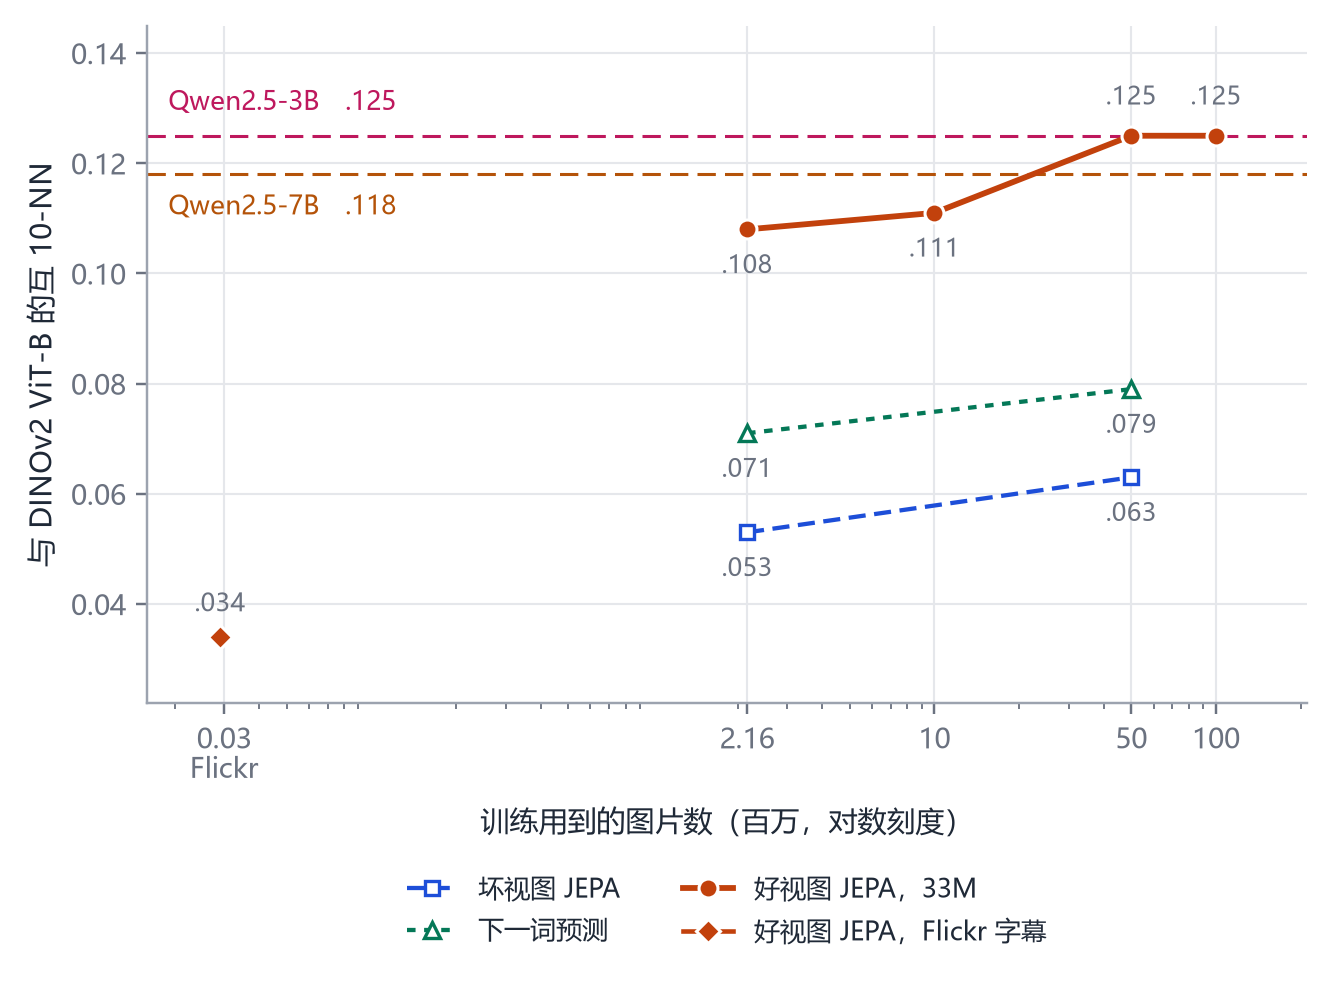 0.14
0.12
0.10
0.08
0.06
0.04
与 DINOv2 ViT-B 的互 10-NN
Qwen2.5-3B .125
Qwen2.5-7B .118
.125 .125
.108
.111
.071
.079
.053
.063
.034
0.03 2.16 10 50 100
Flickr
训练用到的图片数（百万，对数刻度）
坏视图 JEPA
好视图 JEPA，33M
下一词预测
好视图 JEPA，Flickr 字幕